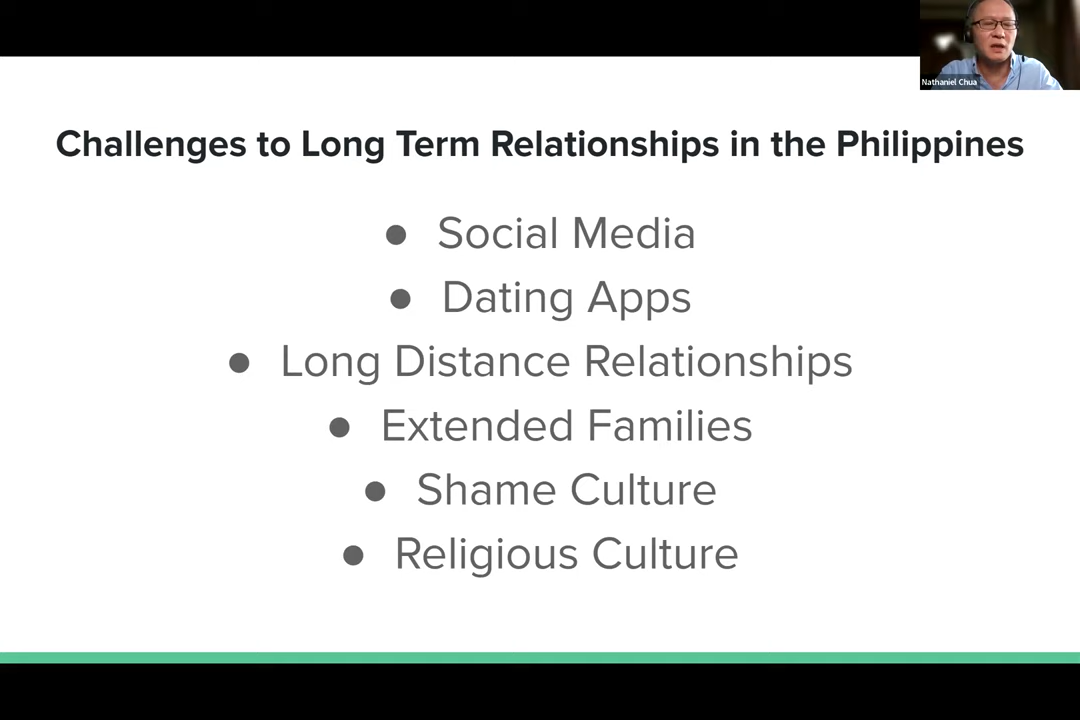 Nathaniel Chua
Challenges to Long Term Relationships in the Philippines
● Social Media
● Dating Apps
● Long Distance Relationships
● Extended Families
● Shame Culture
● Religious Culture